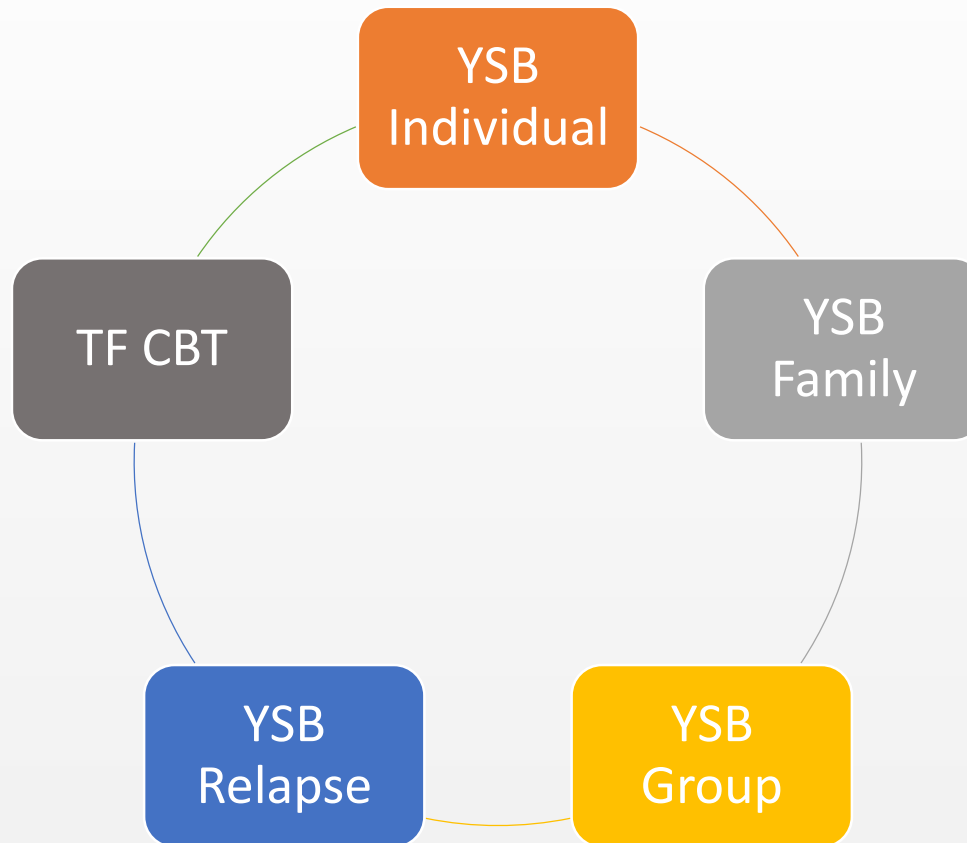 YSB
Individual
TF CBT
YSB
Family
YSB
Relapse
YSB
Group